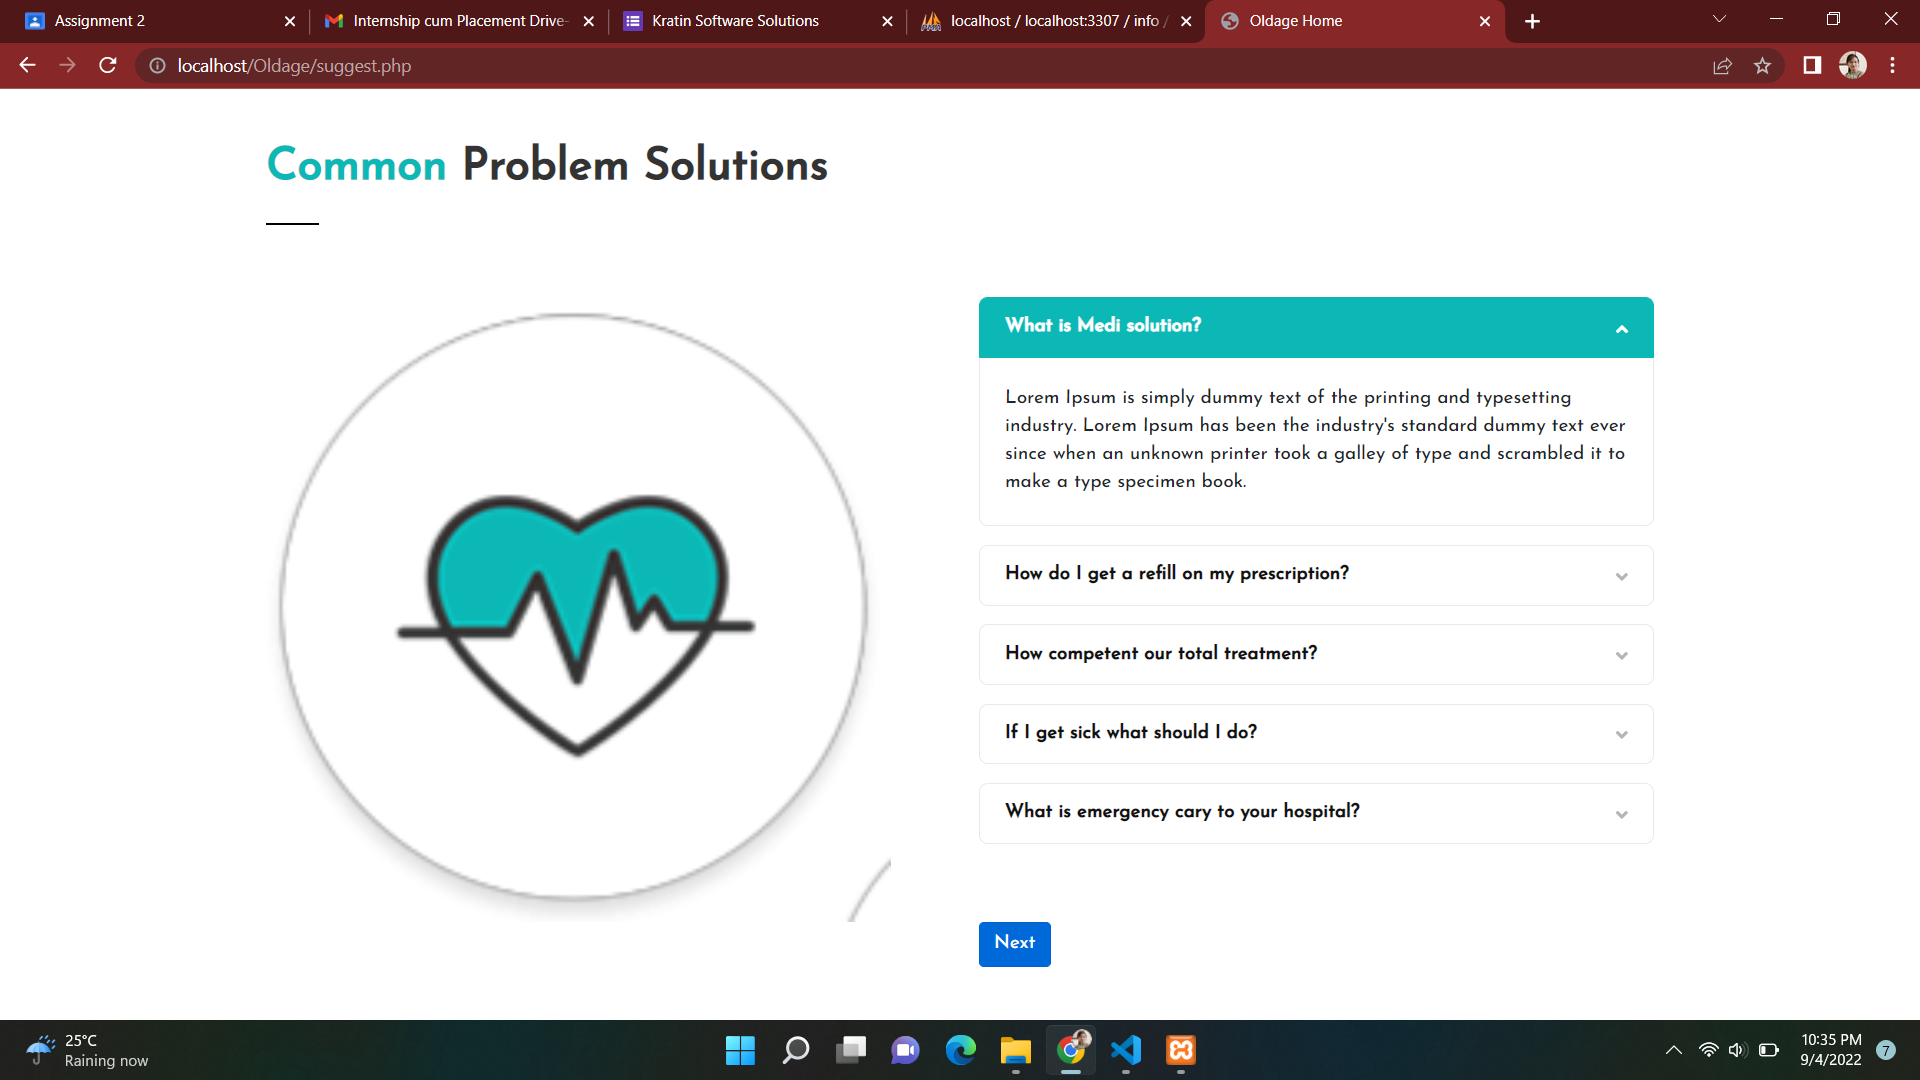 Assignment 2
Internship cum Placement Drive-
Kratin Software Solutions
localhost / localhost:3307 / info /
Oldage Home
localhost/Oldage/suggest.php
Common Problem Solutions
What is Medi solution?
Lorem Ipsum is simply dummy text of the printing and typesetting
industry. Lorem Ipsum has been the industry's standard dummy text ever
since when an unknown printer took a galley of type and scrambled it to
make a type specimen book.
How do I get a refill on my prescription?
How competent our total treatment?
If I get sick what should I do?
What is emergency cary to your hospital?
Next
25°C
Raining now
10:35 PM
9/4/2022
7